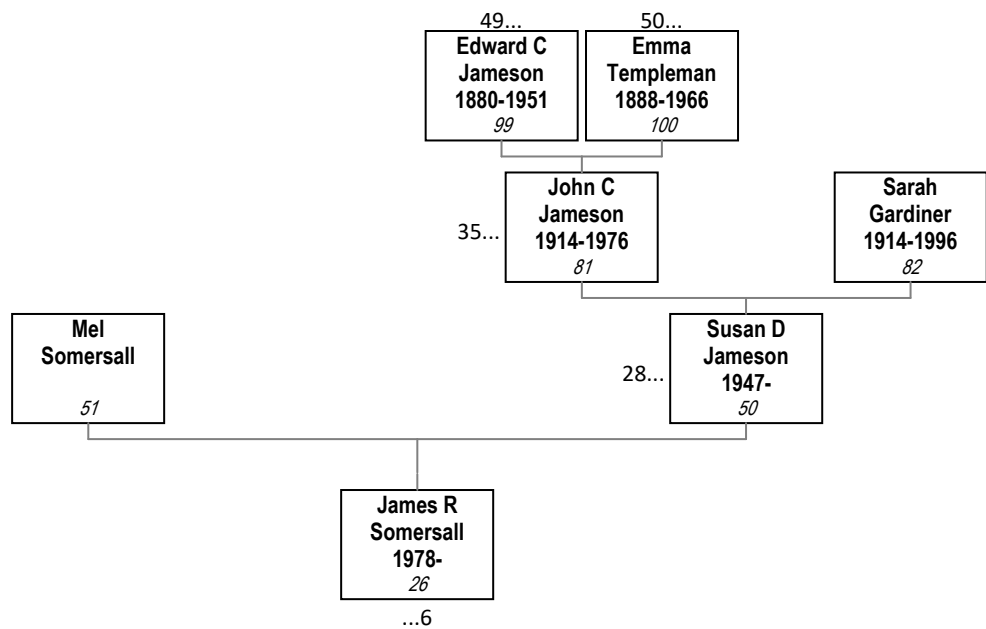 49...
50...
Edward C
Jameson
1880-1951
99
Emma
Templeman
1888-1966
100
35...
John C
Jameson
1914-1976
81
Sarah
Gardiner
1914-1996
82
Mel
Somersall
51
28...
Susan D
Jameson
1947-
50
James R
Somersall
1978-
26
...6